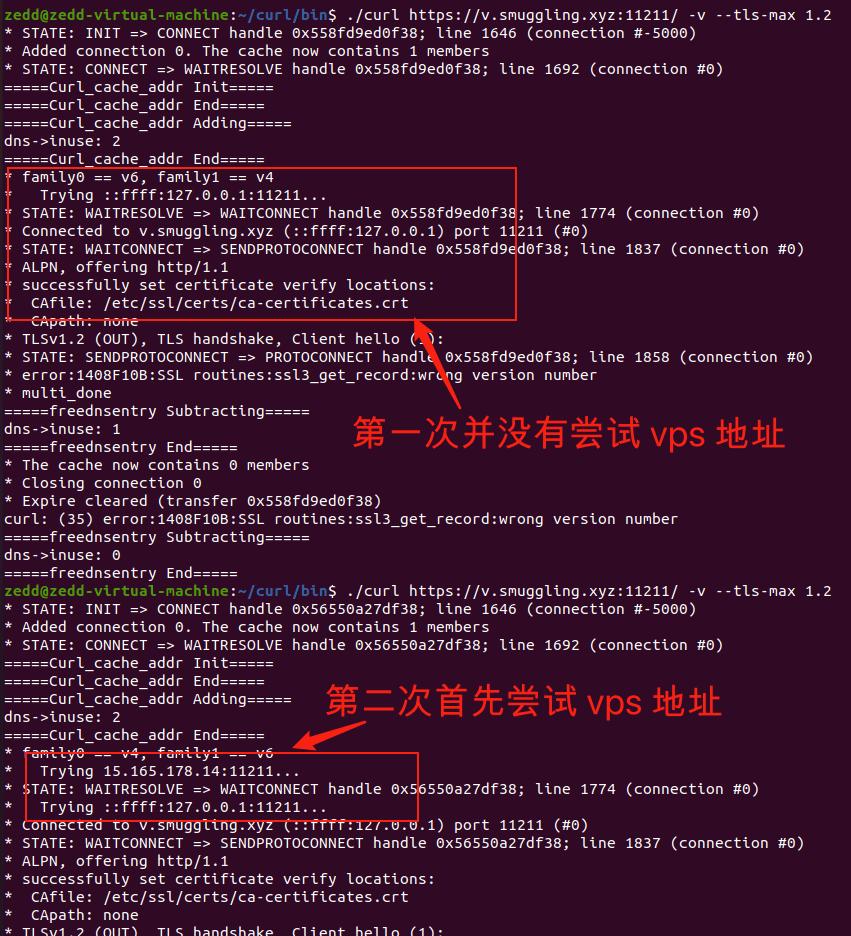 zedd@zedd-virtual-machine:~/curl/bin$ ./curl https://v.smuggling.xyz:11211/ -v --tls-max 1.2
* STATE: INIT => CONNECT handle 0x558fd9ed0f38; line 1646 (connection #-5000)
* Added connection 0. The cache now contains 1 members
* STATE: CONNECT => WAITRESOLVE handle 0x558fd9ed0f38; line 1692 (connection #0)
=====Curl_cache_addr Init=====
=====Curl_cache_addr End=====
=====Curl_cache_addr Adding=====
dns->inuse: 2
=====Curl_cache_addr End=====
* family0 == v6, family1 == v4
*   Trying ::ffff:127.0.0.1:11211...
* STATE: WAITRESOLVE => WAITCONNECT handle 0x558fd9ed0f38; line 1774 (connection #0)
* Connected to v.smuggling.xyz (::ffff:127.0.0.1) port 11211 (#0)
* STATE: WAITCONNECT => SENDPROTOCONNECT handle 0x558fd9ed0f38; line 1837 (connection #0)
* ALPN, offering http/1.1
* successfully set certificate verify locations:
*  CAfile: /etc/ssl/certs/ca-certificates.crt
*  CApath: none
* TLSv1.2 (OUT), TLS handshake, Client hello (1):
* STATE: SENDPROTOCONNECT => PROTOCONNECT handle 0x558fd9ed0f38; line 1858 (connection #0)
* error:1408F10B:SSL routines:ssl3_get_record:wrong version number
* multi_done
=====freednsentry Subtracting=====
dns->inuse: 1
第一次并没有尝试 vps 地址
=====freednsentry End=====
* The cache now contains 0 members
* Closing connection 0
* Expire cleared (transfer 0x558fd9ed0f38)
curl: (35) error:1408F10B:SSL routines:ssl3_get_record:wrong version number
=====freednsentry Subtracting=====
dns->inuse: 0
=====freednsentry End=====
zedd@zedd-virtual-machine:~/curl/bin$ ./curl https://v.smuggling.xyz:11211/ -v --tls-max 1.2
* STATE: INIT => CONNECT handle 0x56550a27df38; line 1646 (connection #-5000)
* Added connection 0. The cache now contains 1 members
* STATE: CONNECT => WAITRESOLVE handle 0x56550a27df38; line 1692 (connection #0)
=====Curl_cache_addr Init=====
=====Curl_cache_addr End=====
=====Curl_cache_addr Adding=====
第二次首先尝试 vps 地址
dns->inuse: 2
=====Curl_cache_addr End=====
* family0 == v4, family1 == v6
*   Trying 15.165.178.14:11211...
* STATE: WAITRESOLVE => WAITCONNECT handle 0x56550a27df38; line 1774 (connection #0)
*   Trying ::ffff:127.0.0.1:11211...
* Connected to v.smuggling.xyz (::ffff:127.0.0.1) port 11211 (#0)
* STATE: WAITCONNECT => SENDPROTOCONNECT handle 0x56550a27df38; line 1837 (connection #0)
* ALPN, offering http/1.1
* successfully set certificate verify locations:
*  CAfile: /etc/ssl/certs/ca-certificates.crt
*  CApath: none
* TLSv1.2 (OUT), TLS handshake, Client hello (1):